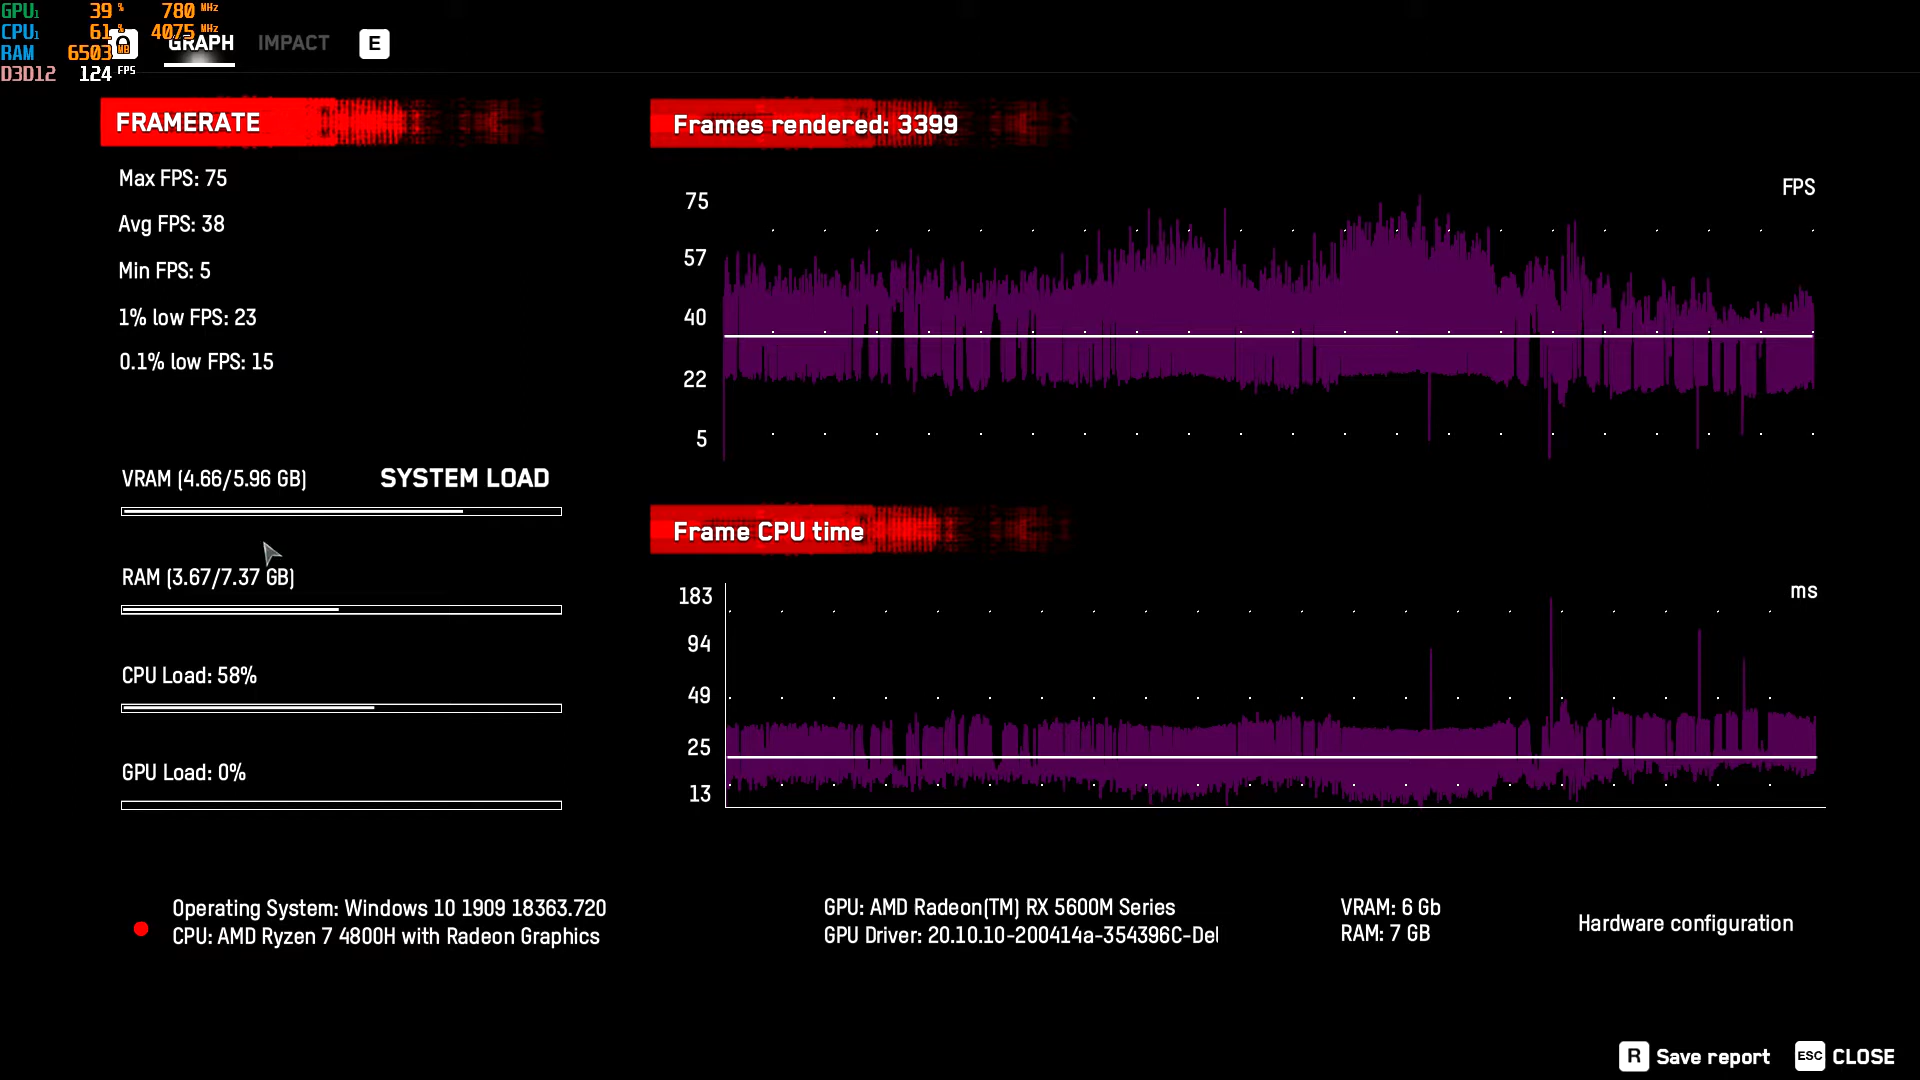 GPU1 39 % 780 MHz
CPU1 61 % 4075 MHz
RAM 6503 MB
D3D12 124 FPS
GRAPH IMPACT E
FRAMERATE
Max FPS: 75
Avg FPS: 38
Min FPS: 5
1% low FPS: 23
0.1% low FPS: 15
VRAM (4.66/5.96 GB) SYSTEM LOAD
RAM (3.67/7.37 GB)
CPU Load: 58%
GPU Load: 0%
Frames rendered: 3399
FPS
75
57
40
22
5
Frame CPU time
ms
183
94
49
25
13
Operating System: Windows 10 1909 18363.720
CPU: AMD Ryzen 7 4800H with Radeon Graphics
GPU: AMD Radeon(TM) RX 5600M Series
GPU Driver: 20.10.10-200414a-354396C-Del
VRAM: 6 Gb
RAM: 7 GB
Hardware configuration
R Save report ESC CLOSE